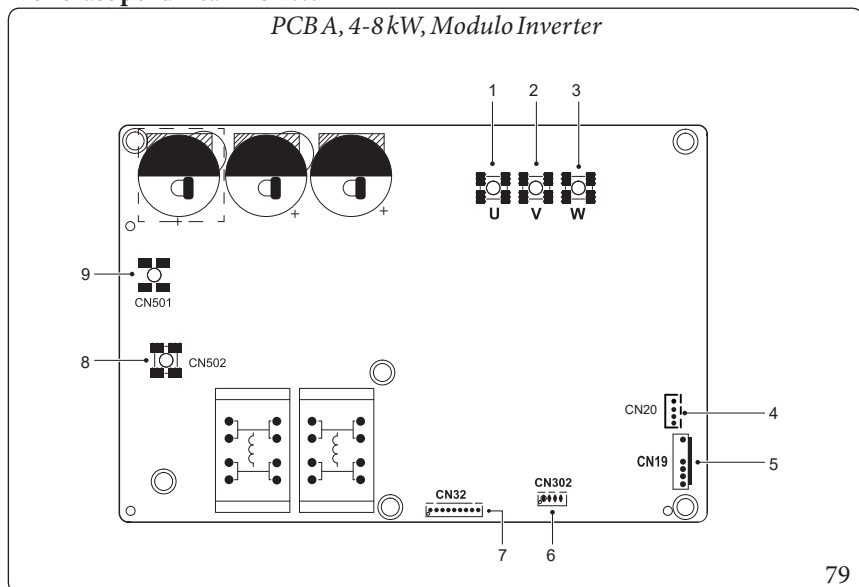 PCB A, 4-8 kW, Modulo Inverter
1 2 3
U V W
+ + +
9
CN501
8 CN502
CN20 4
CN19 5
CN32 CN302
7 6
79